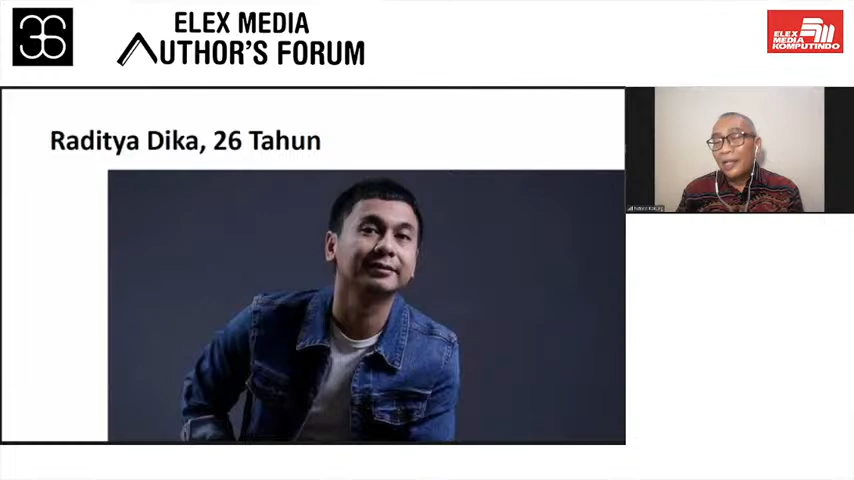 36
ELEX MEDIA
AUTHOR'S FORUM
ELEX
MEDIA
KOMPUTINDO
Raditya Dika, 26 Tahun